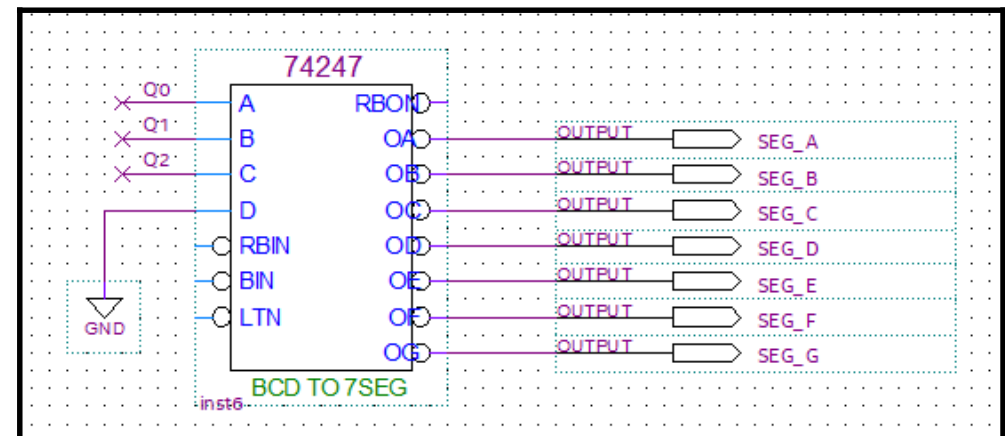 74247
Q0
A
RBON
Q1
B
OA
OUTPUT
SEG_A
Q2
C
OB
OUTPUT
SEG_B
D
OC
OUTPUT
SEG_C
RBIN
OD
OUTPUT
SEG_D
BIN
OE
OUTPUT
SEG_E
LTN
OF
OUTPUT
SEG_F
GND
OG
OUTPUT
SEG_G
BCD TO 7SEG
inst6